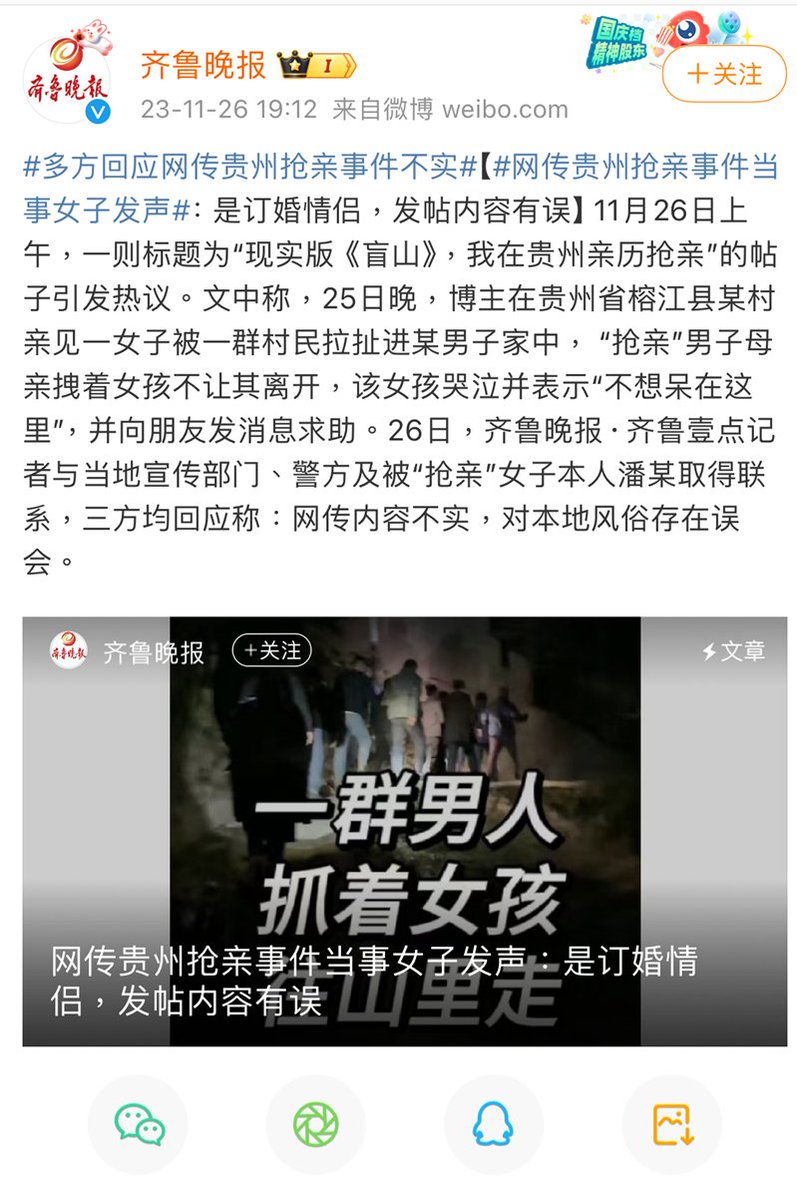 国庆档
精神股东
齐鲁晚报
齐鲁晚报 I
+关注
23-11-26 19:12 来自微博 weibo.com
#多方回应网传贵州抢亲事件不实#【#网传贵州抢亲事件当
事女子发声#：是订婚情侣，发帖内容有误】11月26日上
午，一则标题为“现实版《盲山》，我在贵州亲历抢亲”的帖
子引发热议。文中称，25日晚，博主在贵州省榕江县某村
亲见一女子被一群村民拉扯进某男子家中，“抢亲”男子母
亲拽着女孩不让其离开，该女孩哭泣并表示“不想呆在这
里”，并向朋友发消息求助。26日，齐鲁晚报·齐鲁壹点记
者与当地宣传部门、警方及被“抢亲”女子本人潘某取得联
系，三方均回应称：网传内容不实，对本地风俗存在误
会。
齐鲁晚报
齐鲁晚报
+关注
文章
一群男人
抓着女孩
往山里走
网传贵州抢亲事件当事女子发声：是订婚情
侣，发帖内容有误